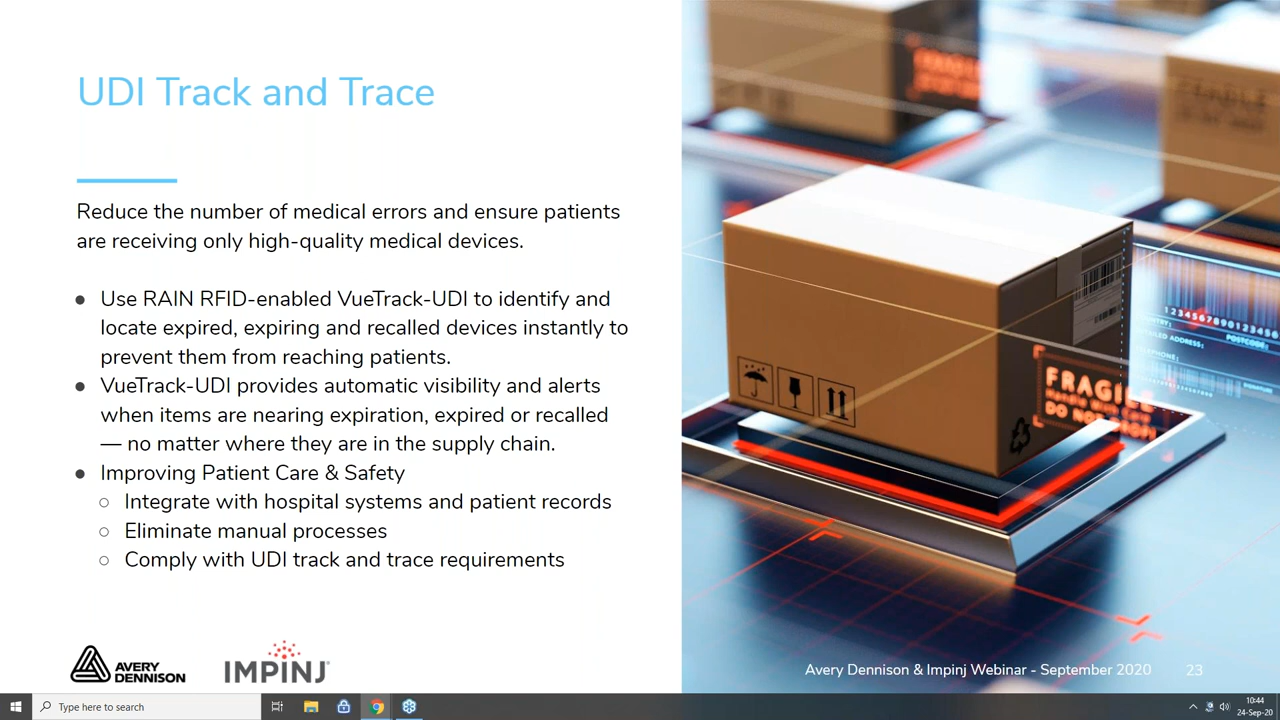 UDI Track and Trace
Reduce the number of medical errors and ensure patients
are receiving only high-quality medical devices.
● Use RAIN RFID-enabled VueTrack-UDI to identify and
locate expired, expiring and recalled devices instantly to
prevent them from reaching patients.
● VueTrack-UDI provides automatic visibility and alerts
when items are nearing expiration, expired or recalled
— no matter where they are in the supply chain.
● Improving Patient Care & Safety
○ Integrate with hospital systems and patient records
○ Eliminate manual processes
○ Comply with UDI track and trace requirements
FRAGILE
DO NOT
1234567890123456
POSTCODE:
SIGNATURE
AVERY
DENNISON
IMPINJ
Avery Dennison & Impinj Webinar - September 2020 23
Type here to search
10:44
24-Sep-20